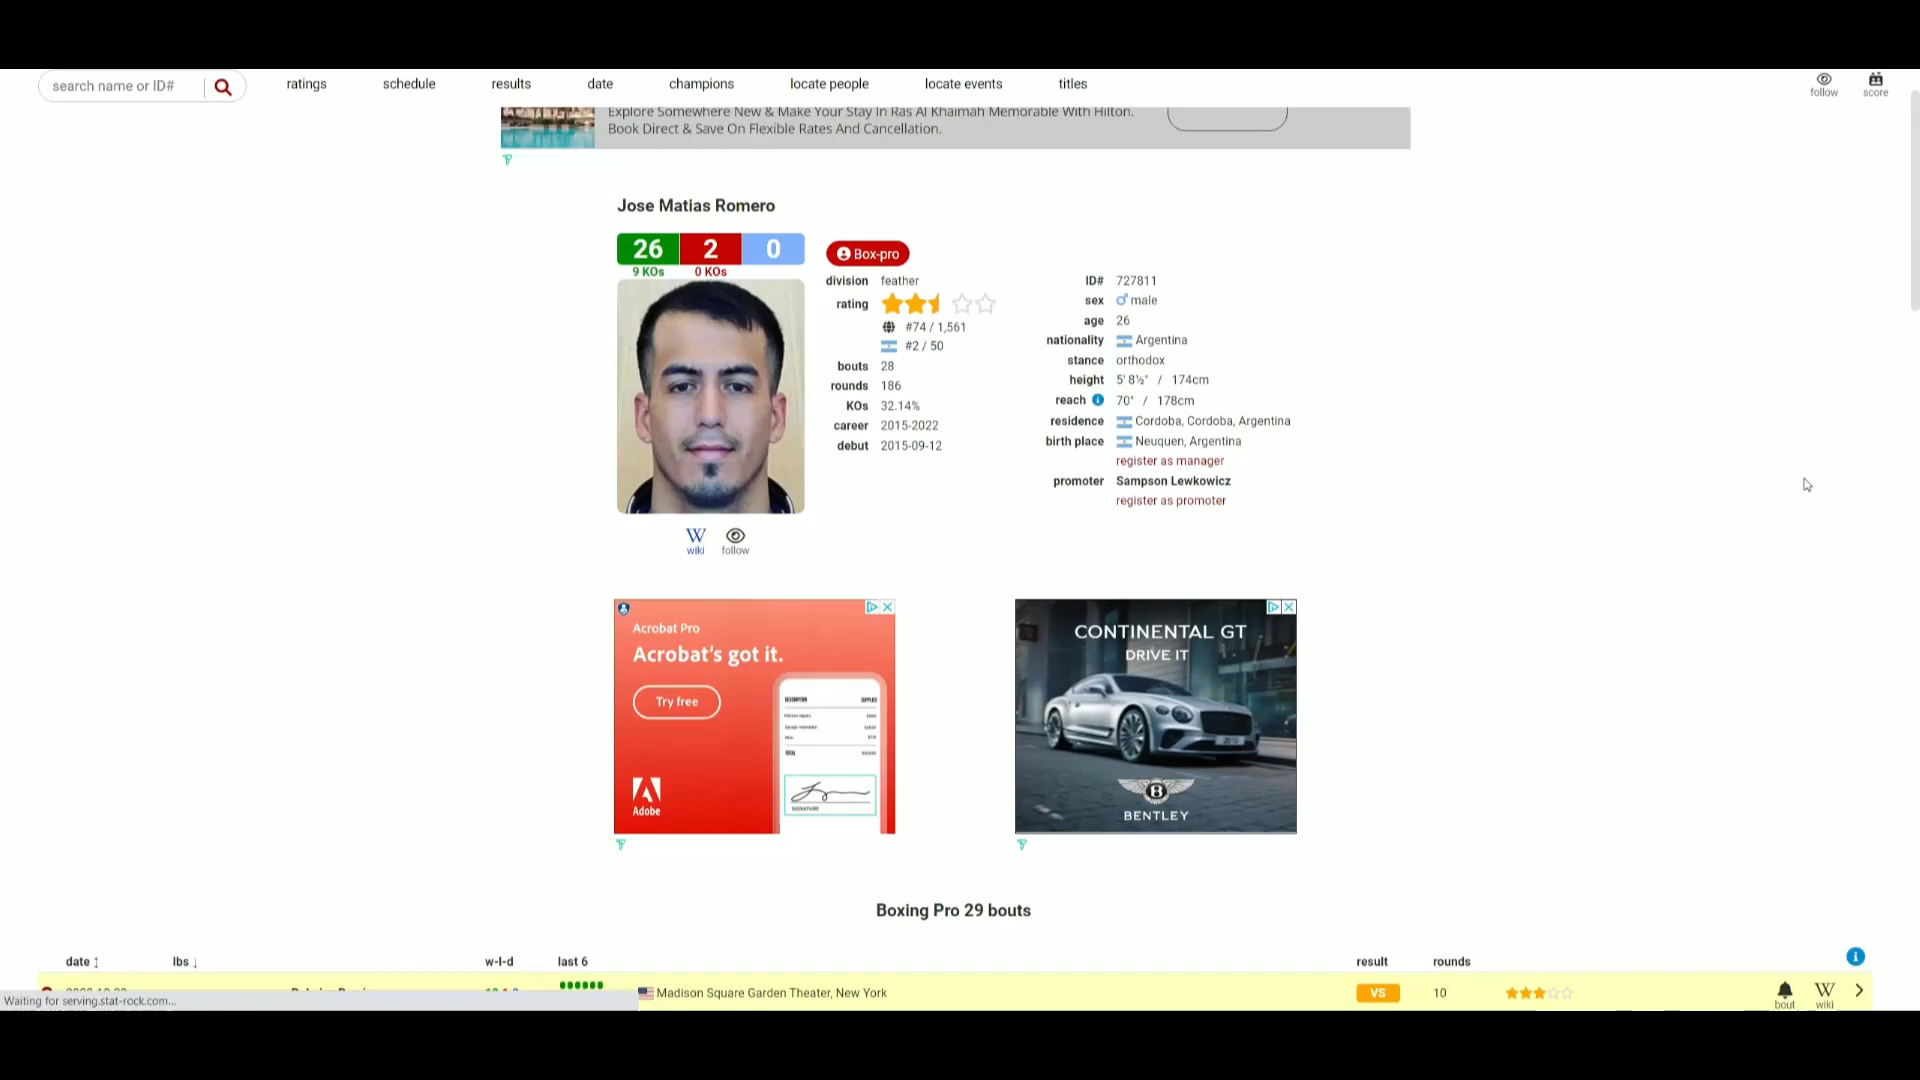 search name or ID#
ratings
schedule
results
date
champions
locate people
locate events
titles
follow
score
Explore Somewhere New & Make Your Stay In Ras Al Khaimah Memorable With Hilton.
Book Direct & Save On Flexible Rates And Cancellation.
Jose Matias Romero
26 2 0
9 KOs 0 KOs
Box-pro
division feather
rating
#74 / 1,561
#2 / 50
bouts 28
rounds 186
KOs 32.14%
career 2015-2022
debut 2015-09-12
ID# 727811
sex male
age 26
nationality Argentina
stance orthodox
height 5' 8½" / 174cm
reach 70" / 178cm
residence Cordoba, Cordoba, Argentina
birth place Neuquen, Argentina
register as manager
promoter Sampson Lewkowicz
register as promoter
W
wiki
follow
Acrobat Pro
Acrobat's got it.
Try free
DESCRIPTION
TOTAL
SIGNATURE
Adobe
CONTINENTAL GT
DRIVE IT
B
BENTLEY
Boxing Pro 29 bouts
date lbs w-l-d last 6 result rounds
Madison Square Garden Theater, New York
VS
10
bout
W
wiki
Waiting for serving.stat-rock.com...